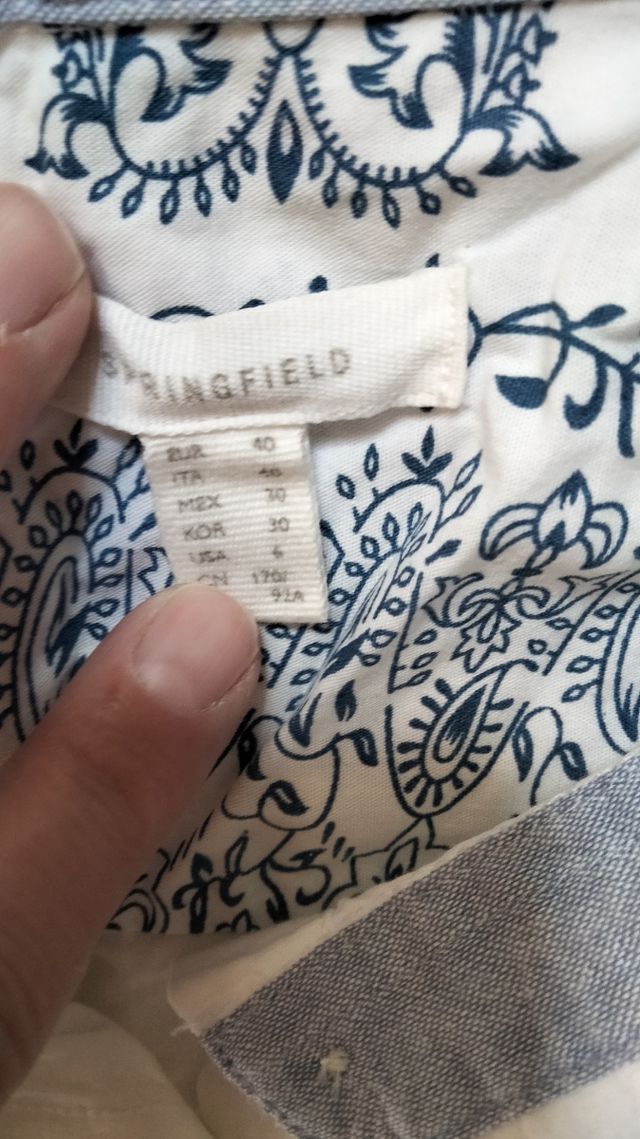 SPRINGFIELD
EUR 40
ITA 46
MEX 30
KOR 30
USA 6
CN 170/
92A